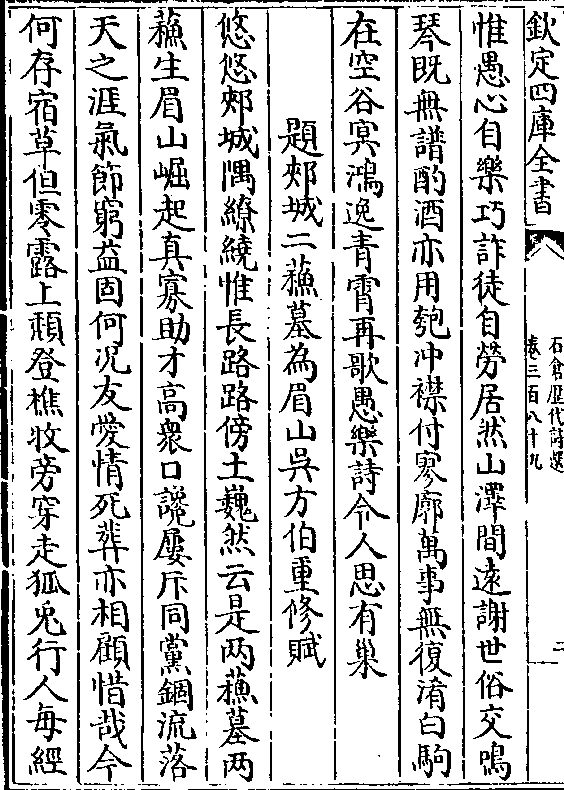 欽定四庫全書
石倉歷代詩選
卷三百八十九
二
惟愚心自樂巧詐徒自勞居然山澤間遠謝世俗交鳴
琴既無譜酌酒亦用匏冲襟付寥廓萬事無復淆白駒
在空谷冥鴻逸青霄再歌愚樂詩令人思有巢
題郟城二蘓墓為眉山吳方伯重修賦
悠悠郟城隅繚繞惟長路路傍土巍然云是两蘓墓两
蘓生眉山崛起真寡助才高衆口讒屢斥同黨錮流落
天之涯氣節窮益固何况友愛情死葬亦相顧惜哉今
何存宿草但零露上頽登樵牧旁穿走狐兎行人每經